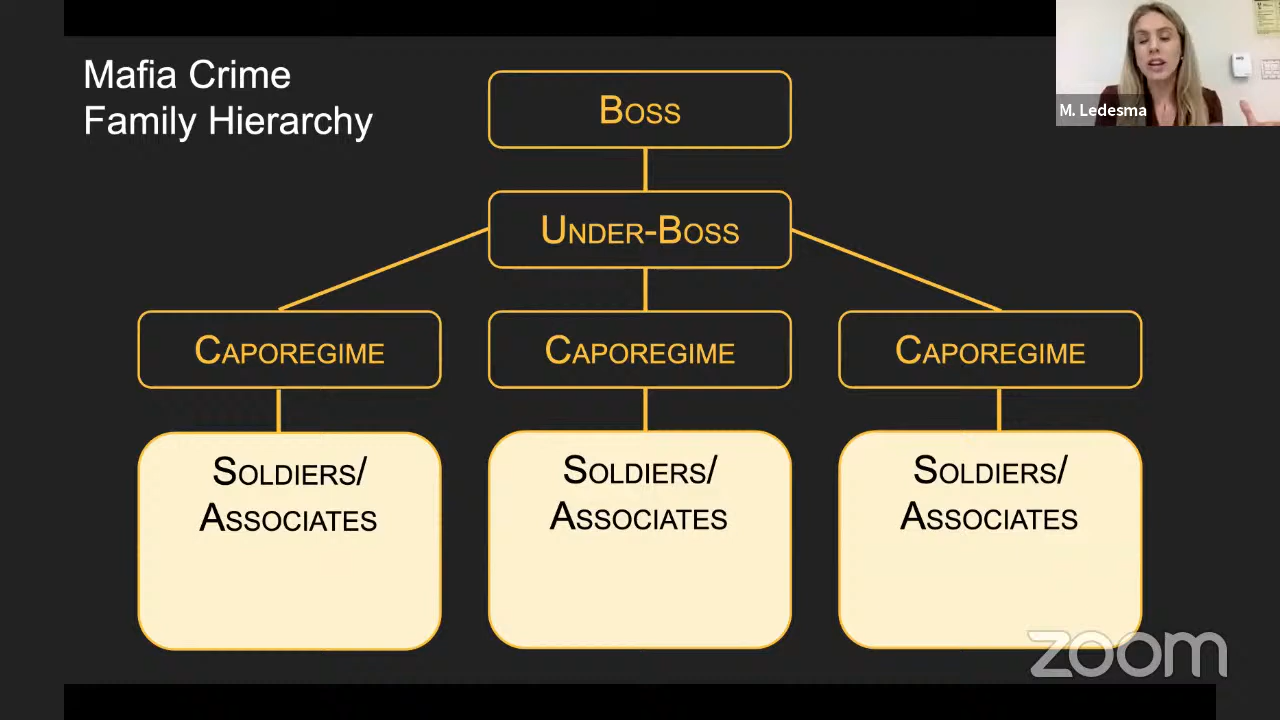 Mafia Crime
Family Hierarchy
M. Ledesma
BOSS
UNDER-BOSS
CAPOREGIME
CAPOREGIME
CAPOREGIME
SOLDIERS/
ASSOCIATES
SOLDIERS/
ASSOCIATES
SOLDIERS/
ASSOCIATES
zoom